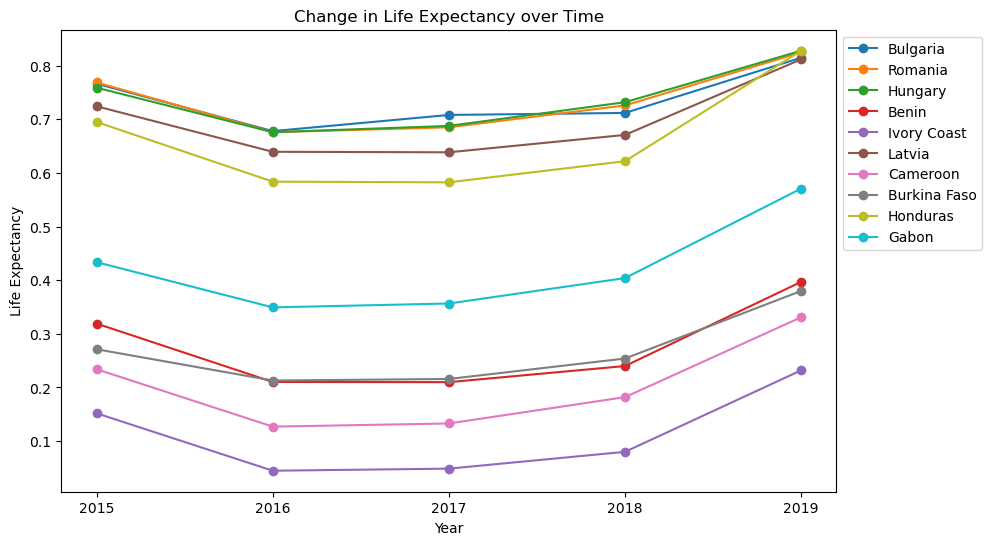 Change in Life Expectancy over Time
Life Expectancy
0.8
0.7
0.6
0.5
0.4
0.3
0.2
0.1
2015 2016 2017 2018 2019
Year
Bulgaria
Romania
Hungary
Benin
Ivory Coast
Latvia
Cameroon
Burkina Faso
Honduras
Gabon